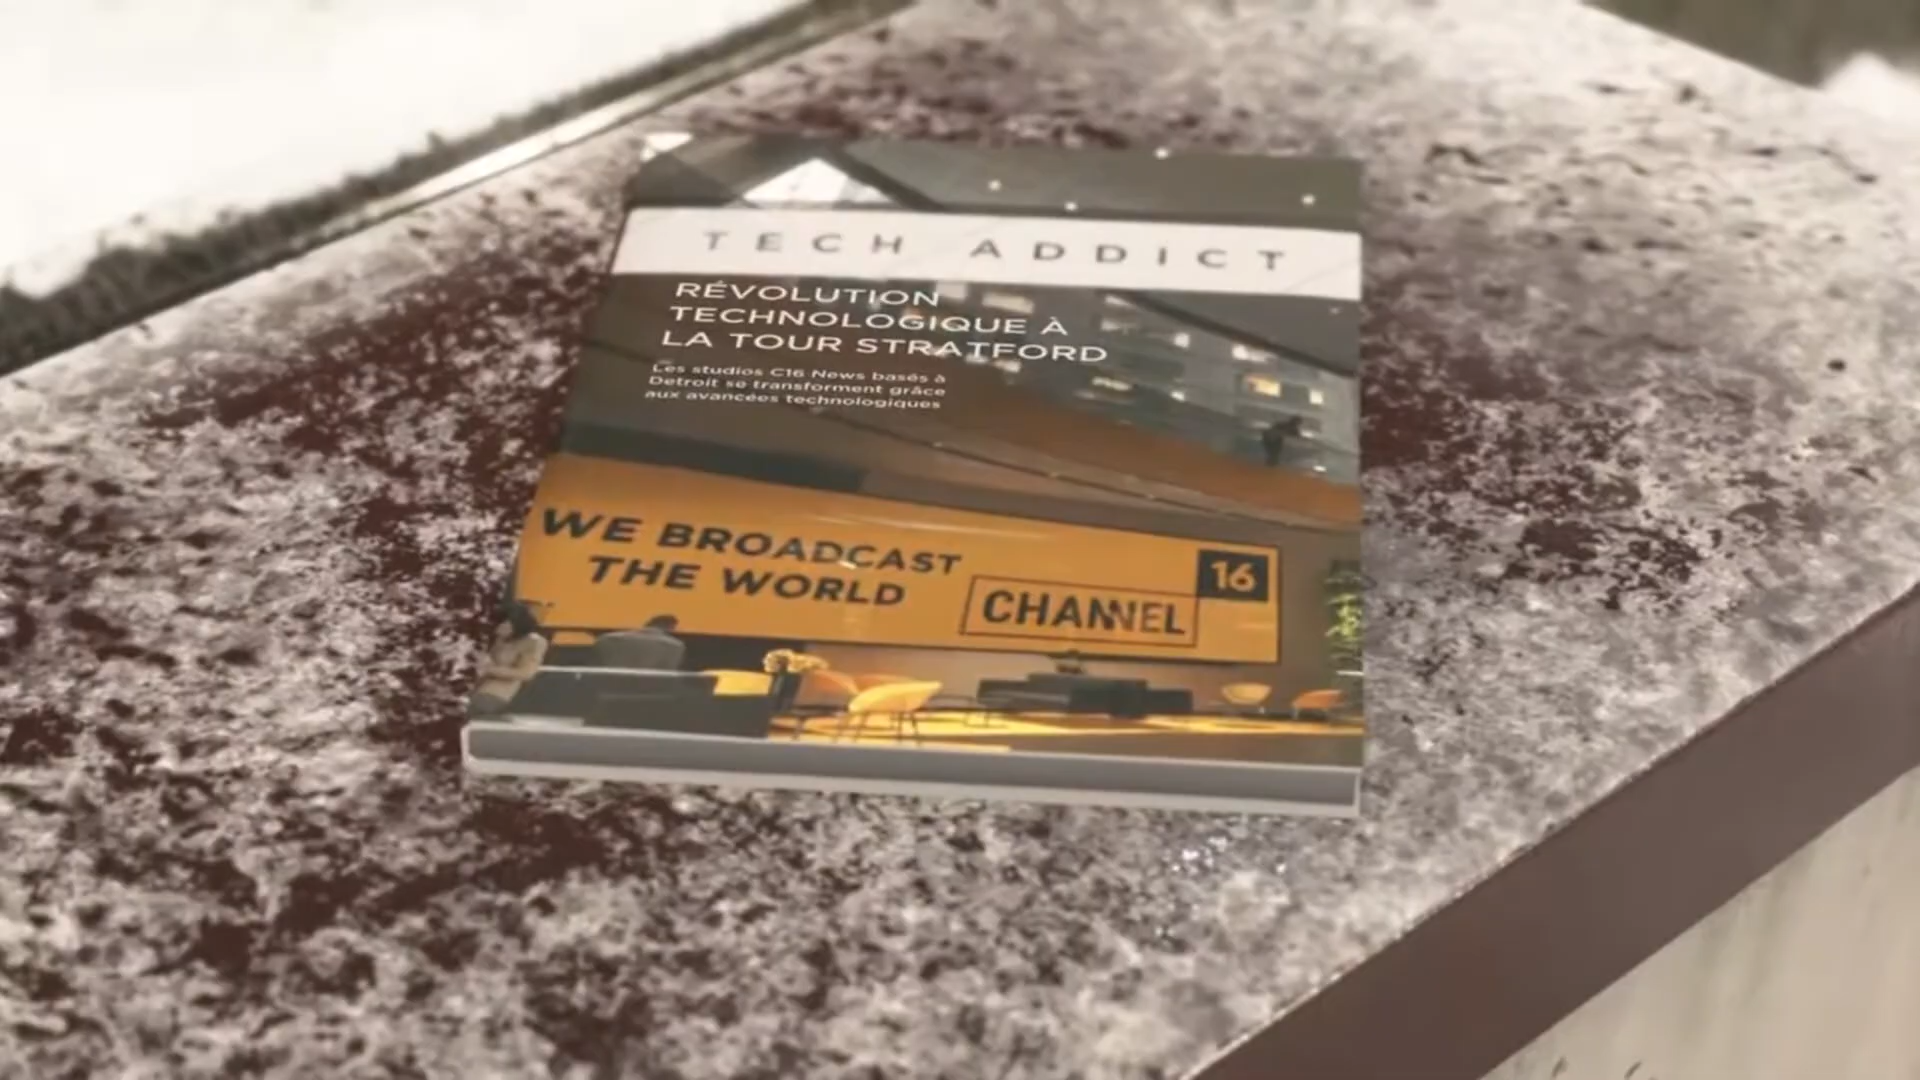 TECH ADDICT
RÉVOLUTION
TECHNOLOGIQUE À
LA TOUR STRATFORD
Les studios C16 News basés à
Detroit se transforment grâce
aux avancées technologiques
WE BROADCAST
THE WORLD
16
CHANNEL